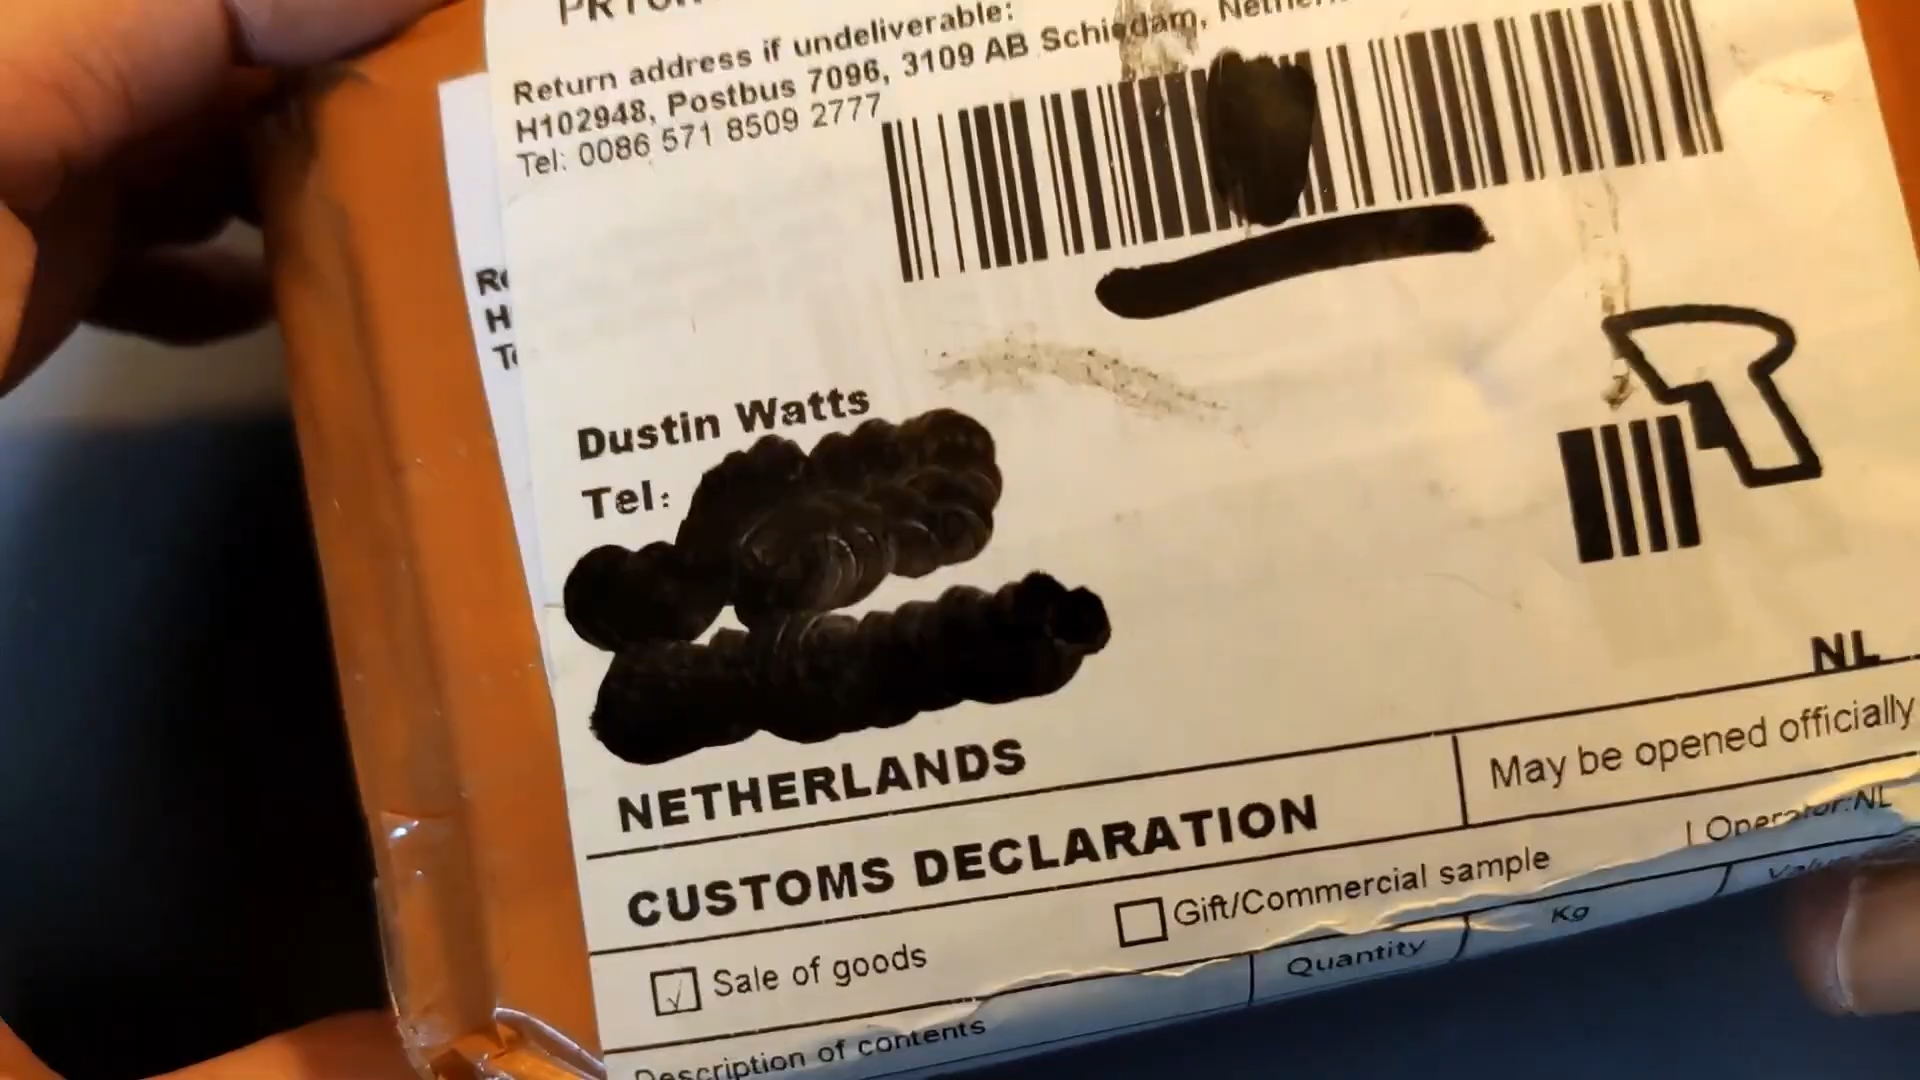 Return address if undeliverable:
H102948, Postbus 7096, 3109 AB Schiedam,
Tel: 0086 571 8509 2777
Dustin Watts
Tel:
NL
NETHERLANDS
May be opened officially
CUSTOMS DECLARATION
Operator:NL
Gift/Commercial sample
Sale of goods
Quantity
Kg
Description of contents